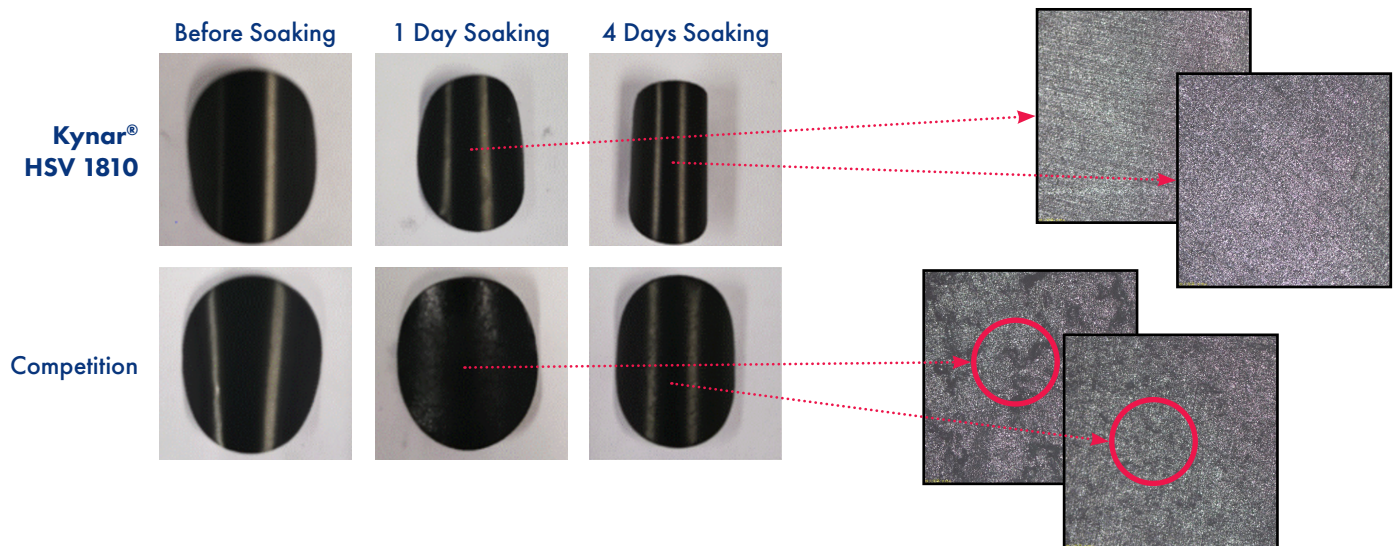 Before Soaking
1 Day Soaking
4 Days Soaking
Kynar®
HSV 1810
Competition